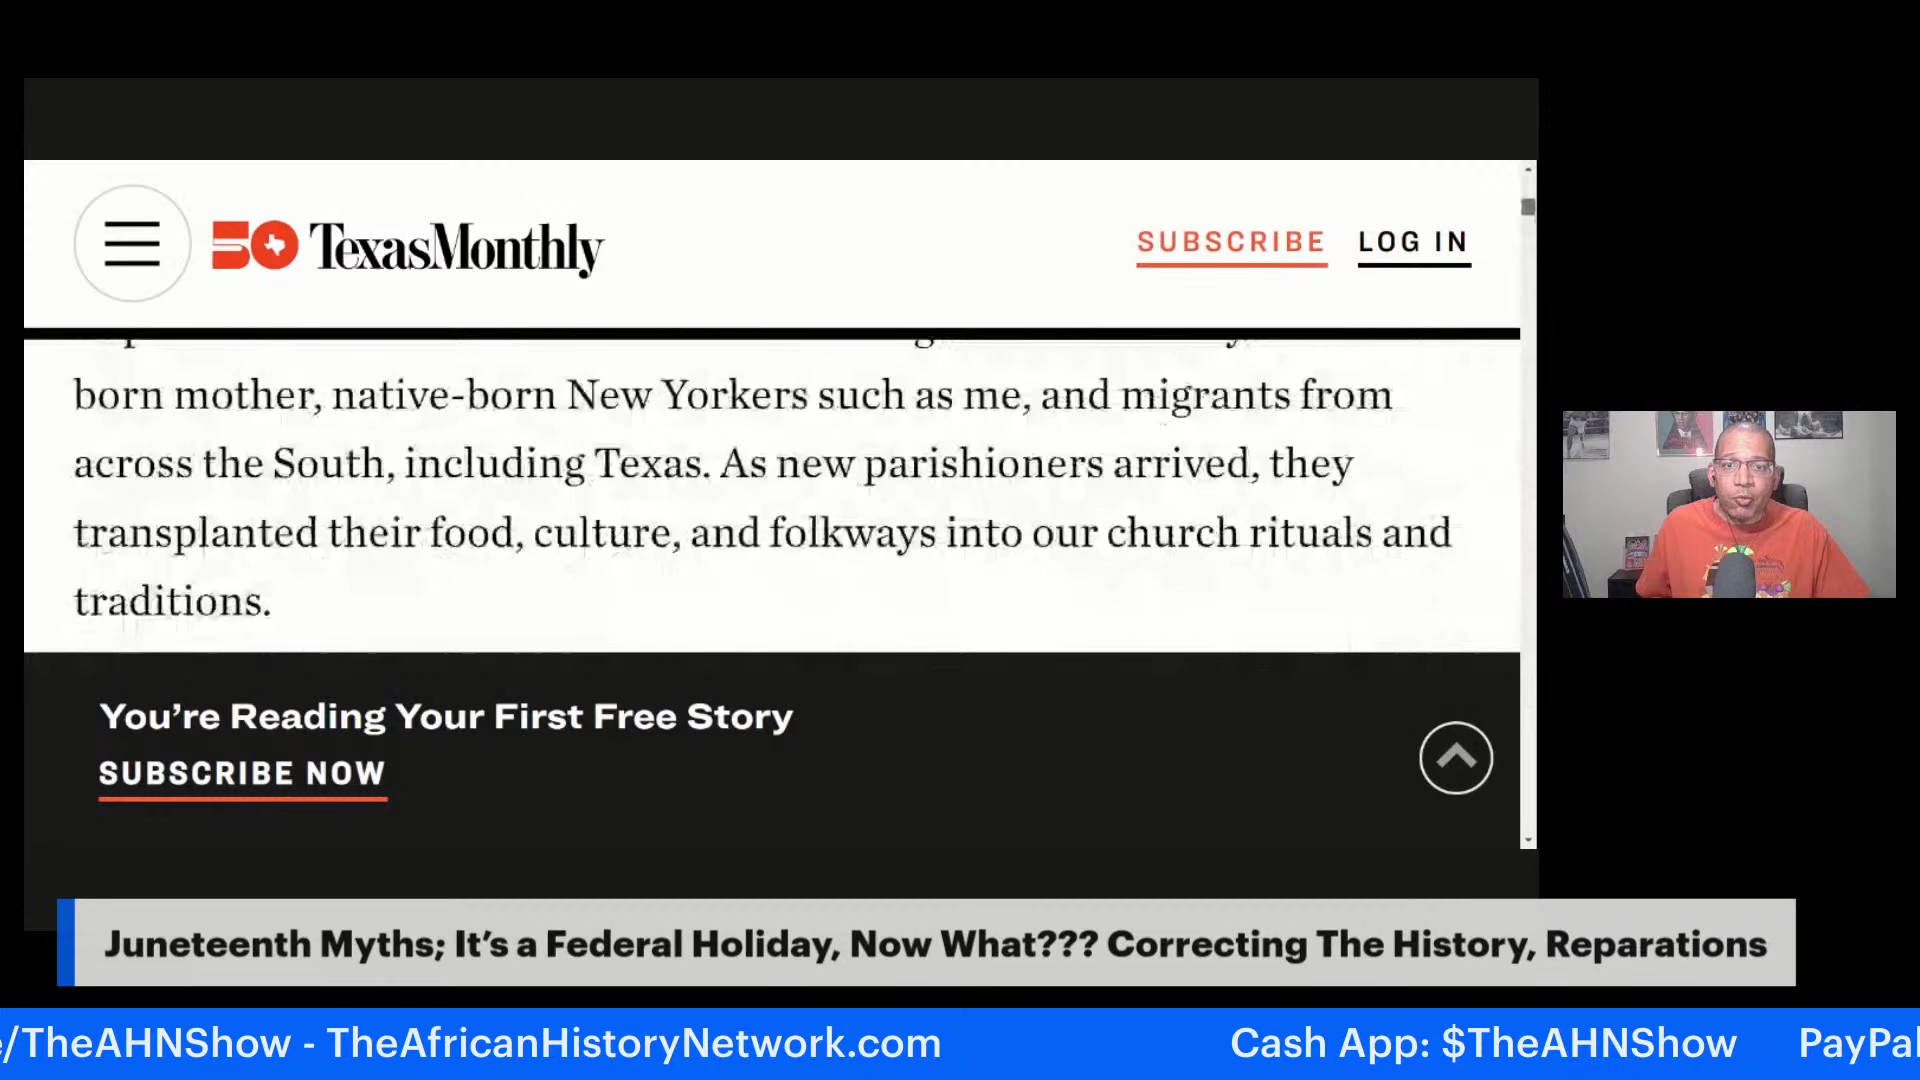 50 TexasMonthly
SUBSCRIBE
LOG IN
born mother, native-born New Yorkers such as me, and migrants from
across the South, including Texas. As new parishioners arrived, they
transplanted their food, culture, and folkways into our church rituals and
traditions.
You’re Reading Your First Free Story
SUBSCRIBE NOW
Juneteenth Myths; It’s a Federal Holiday, Now What??? Correcting The History, Reparations
/TheAHNShow - TheAfricanHistoryNetwork.com Cash App: $TheAHNShow PayPal